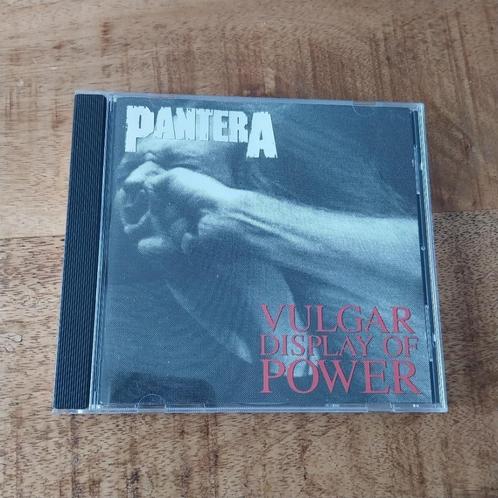 PANTERA
VULGAR
DISPLAY OF
POWER